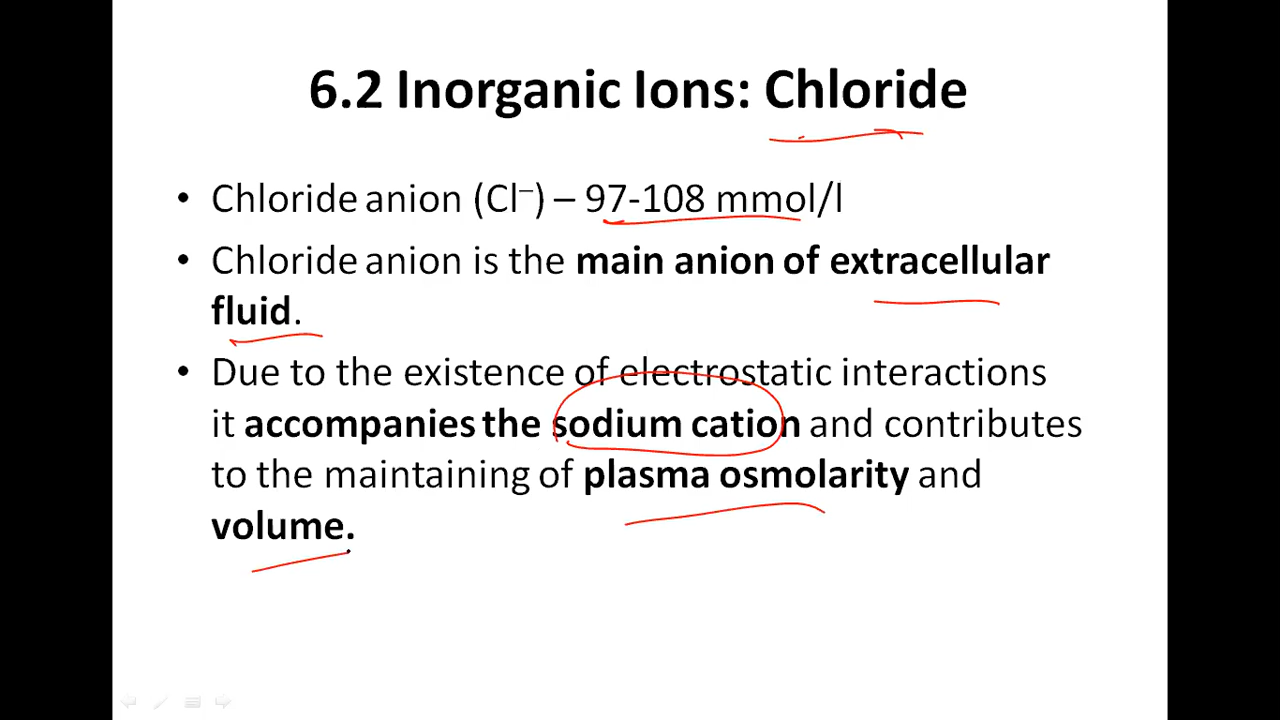 6.2 Inorganic Ions: Chloride
• Chloride anion (Cl⁻) – 97-108 mmol/l
• Chloride anion is the main anion of extracellular
fluid.
• Due to the existence of electrostatic interactions
it accompanies the sodium cation and contributes
to the maintaining of plasma osmolarity and
volume.